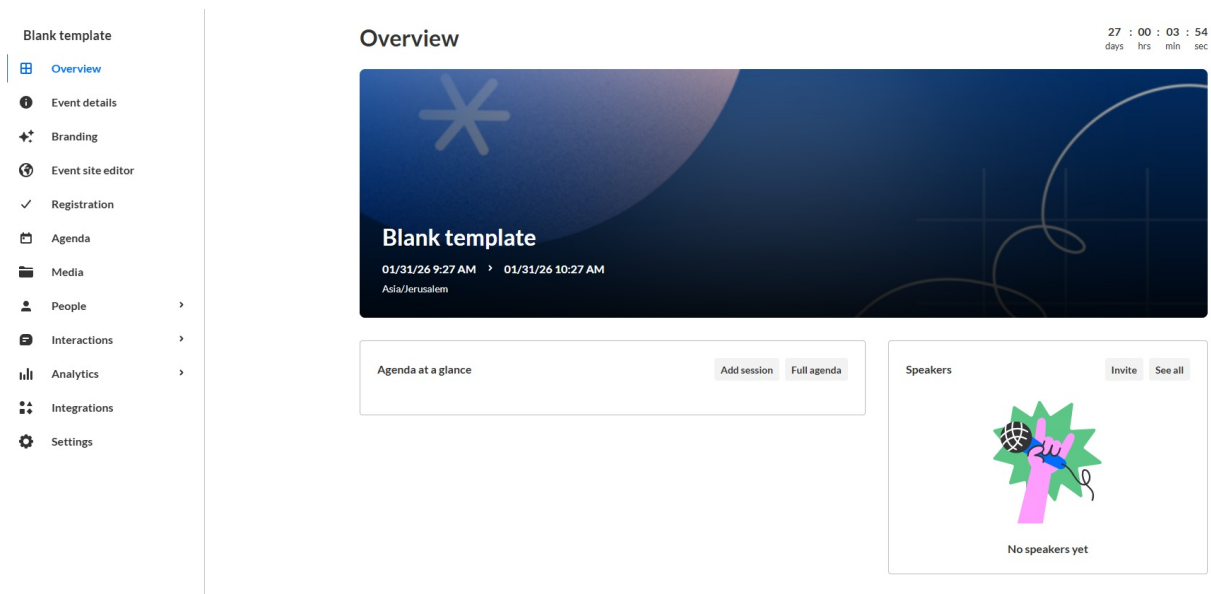 Blank template
Overview
Event details
Branding
Event site editor
Registration
Agenda
Media
People
Interactions
Analytics
Integrations
Settings
Overview
27 : 00 : 03 : 54
days hrs min sec
Blank template
01/31/26 9:27 AM > 01/31/26 10:27 AM
Asia/Jerusalem
Agenda at a glance
Add session Full agenda
Speakers
Invite See all
No speakers yet